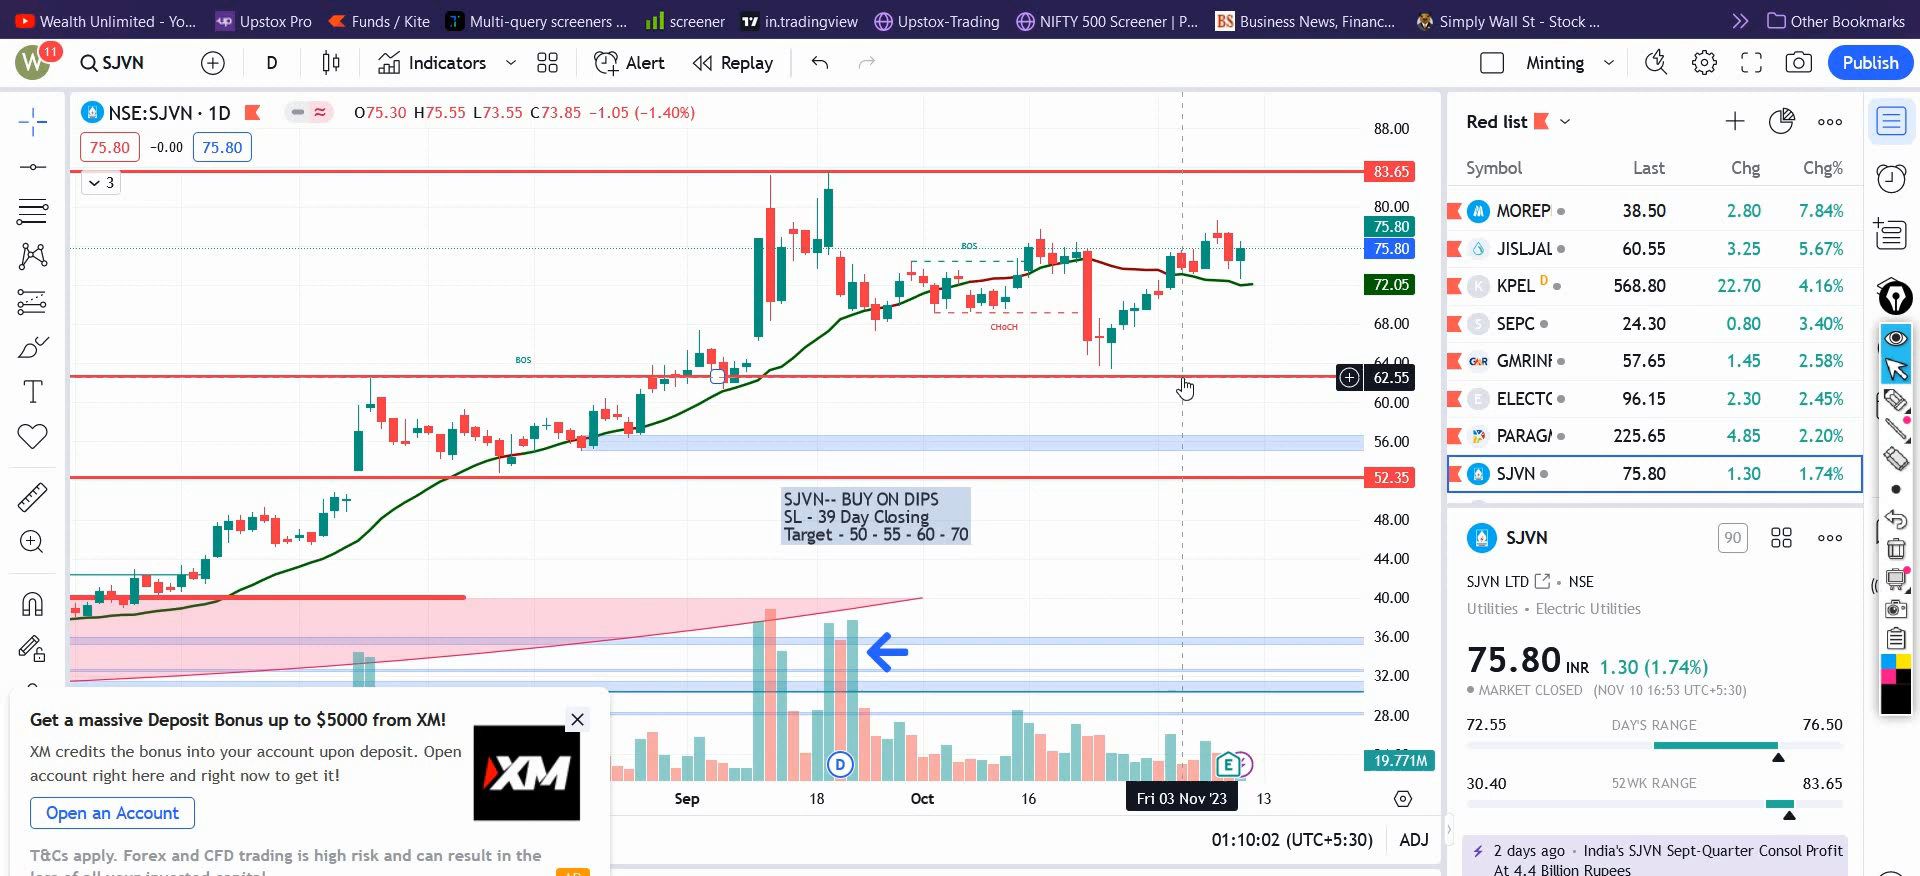 Wealth Unlimited - Yo...
Upstox Pro
Funds / Kite
Multi-query screeners ...
screener
in.tradingview
Upstox-Trading
NIFTY 500 Screener | P...
Business News, Financ...
Simply Wall St - Stock ...
Other Bookmarks
W 11
SJVN
D
Indicators
Alert
Replay
Minting
Publish
NSE:SJVN · 1D
O75.30 H75.55 L73.55 C73.85 -1.05 (-1.40%)
75.80 -0.00 75.80
3
88.00
83.65
80.00
75.80
75.80
72.05
68.00
64.00
62.55
60.00
56.00
52.35
48.00
44.00
40.00
36.00
32.00
28.00
19.771M
BOS
BOS
CHoCH
SJVN-- BUY ON DIPS
SL - 39 Day Closing
Target - 50 - 55 - 60 - 70
D
E
Sep
18
Oct
16
Fri 03 Nov '23
13
01:10:02 (UTC+5:30)
ADJ
Get a massive Deposit Bonus up to $5000 from XM!
XM credits the bonus into your account upon deposit. Open
account right here and right now to get it!
XM
Open an Account
T&Cs apply. Forex and CFD trading is high risk and can result in the
AD
Red list
Symbol Last Chg Chg%
MOREPI 38.50 2.80 7.84%
JISLJAL 60.55 3.25 5.67%
KPEL D 568.80 22.70 4.16%
SEPC 24.30 0.80 3.40%
GMRINF 57.65 1.45 2.58%
ELECTC 96.15 2.30 2.45%
PARAGM 225.65 4.85 2.20%
SJVN 75.80 1.30 1.74%
SJVN
90
SJVN LTD · NSE
Utilities • Electric Utilities
75.80 INR 1.30 (1.74%)
MARKET CLOSED (NOV 10 16:53 UTC+5:30)
72.55 DAY'S RANGE 76.50
30.40 52WK RANGE 83.65
2 days ago · India's SJVN Sept-Quarter Consol Profit
At 4.4 Billion Rupees